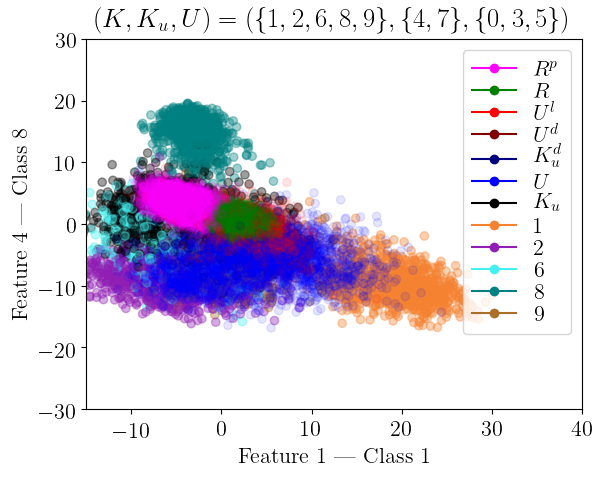 (K, K_u, U) = ({1, 2, 6, 8, 9}, {4, 7}, {0, 3, 5})
30
20
10
0
−10
−20
−30
Feature 4 — Class 8
−10
0
10
20
30
40
Feature 1 — Class 1
R^p
R
U^l
U^d
K_u^d
U
K_u
1
2
6
8
9